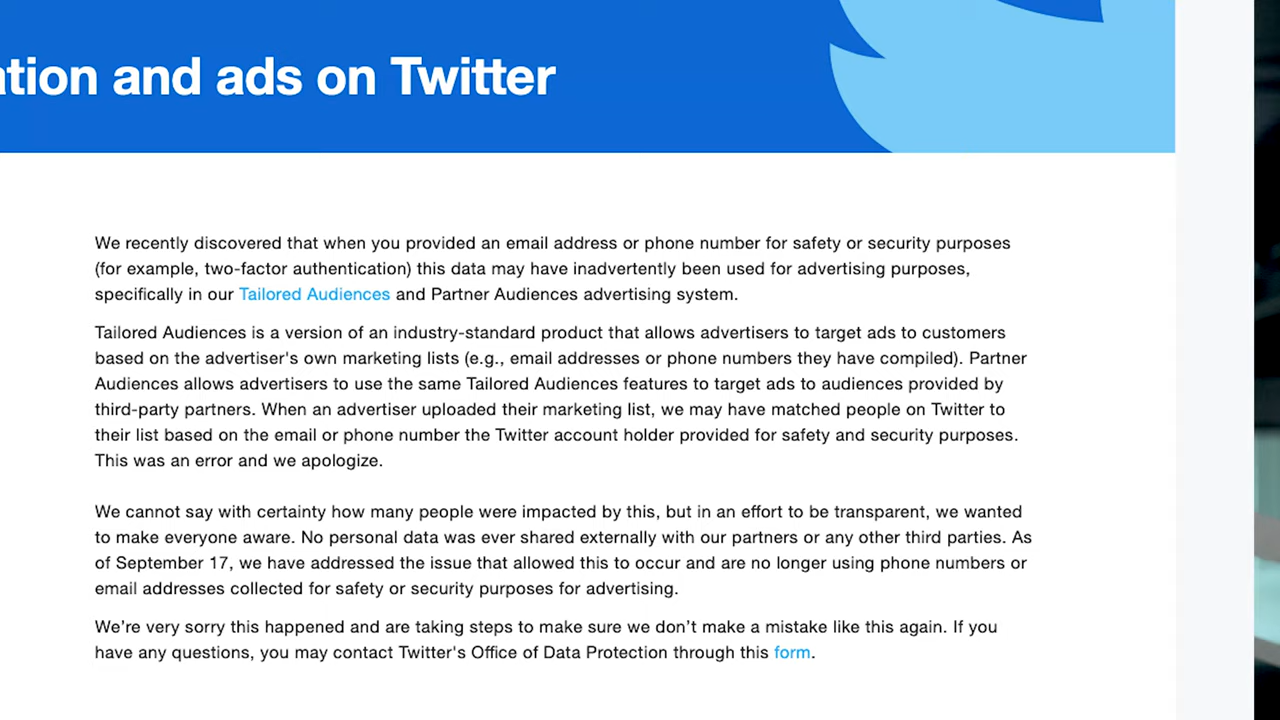 and ads on Twitter
We recently discovered that when you provided an email address or phone number for safety or security purposes
(for example, two-factor authentication) this data may have inadvertently been used for advertising purposes,
specifically in our Tailored Audiences and Partner Audiences advertising system.
Tailored Audiences is a version of an industry-standard product that allows advertisers to target ads to customers
based on the advertiser's own marketing lists (e.g., email addresses or phone numbers they have compiled). Partner
Audiences allows advertisers to use the same Tailored Audiences features to target ads to audiences provided by
third-party partners. When an advertiser uploaded their marketing list, we may have matched people on Twitter to
their list based on the email or phone number the Twitter account holder provided for safety and security purposes.
This was an error and we apologize.
We cannot say with certainty how many people were impacted by this, but in an effort to be transparent, we wanted
to make everyone aware. No personal data was ever shared externally with our partners or any other third parties. As
of September 17, we have addressed the issue that allowed this to occur and are no longer using phone numbers or
email addresses collected for safety or security purposes for advertising.
We’re very sorry this happened and are taking steps to make sure we don’t make a mistake like this again. If you
have any questions, you may contact Twitter's Office of Data Protection through this form.